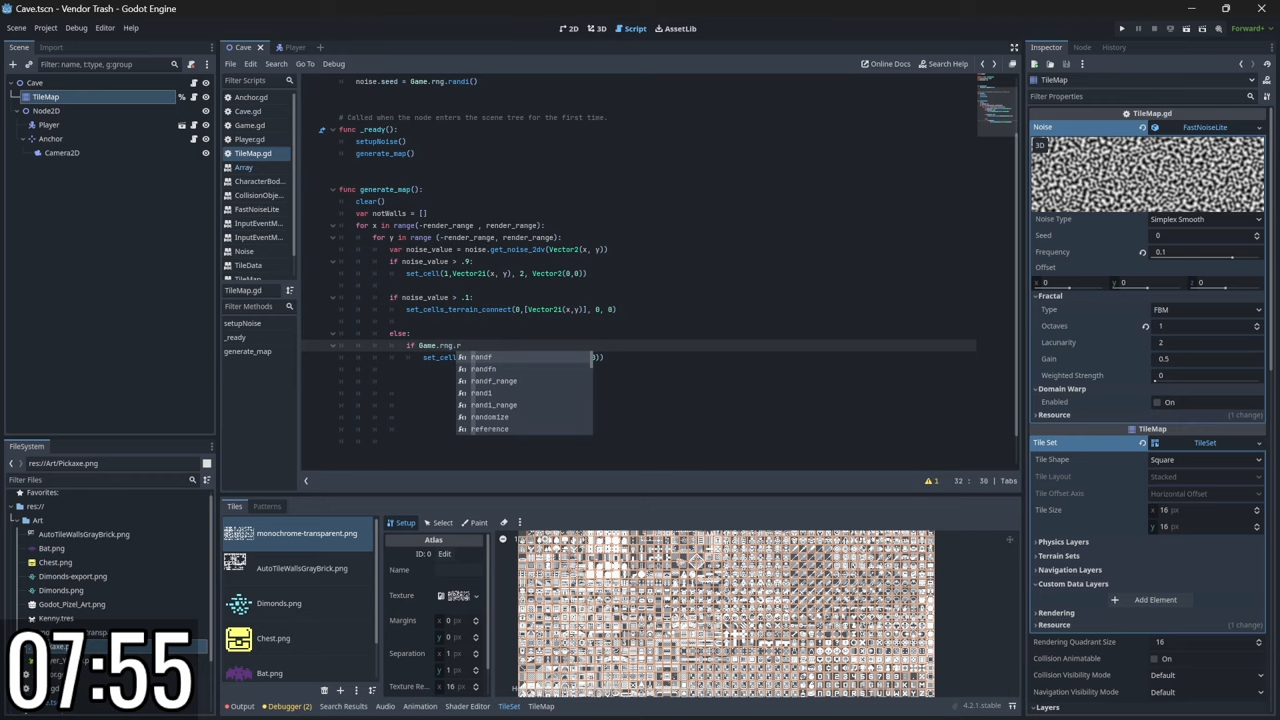 Cave.tscn - Vendor Trash - Godot Engine
Scene Project Debug Editor Help
2D 3D Script AssetLib
Forward+
Scene Import
Cave Player
Inspector Node History
Filter: name, t:type, g:group
File Edit Search Go To Debug
Online Docs Search Help
Cave
TileMap
Node2D
Player
Anchor
Camera2D
Filter Scripts
Anchor.gd
Cave.gd
Game.gd
Player.gd
TileMap.gd
Array
CharacterBod...
CollisionObje...
FastNoiseLite
InputEventM...
InputEventM...
Noise
TileData
TileMap
TileMap.gd
Filter Methods
setupNoise
_ready
generate_map
noise.seed = Game.rng.randi()
# Called when the node enters the scene tree for the first time.
func _ready():
setupNoise()
generate_map()
func generate_map():
clear()
var notWalls = []
for x in range(-render_range , render_range):
for y in range (-render_range, render_range):
var noise_value = noise.get_noise_2dv(Vector2(x, y))
if noise_value > .9:
set_cell(1,Vector2i(x, y), 2, Vector2(0,0))
if noise_value > .1:
set_cells_terrain_connect(0,[Vector2i(x,y)], 0, 0)
else:
if Game.rng.r
set_cell
randf
randfn
randf_range
randi
randi_range
randomize
reference
1 32 : 30 | Tabs
TileMap
Filter Properties
TileMap.gd
Noise FastNoiseLite
3D
Noise Type Simplex Smooth
Seed 0
Frequency 0.1
Offset
x 0 y 0 z 0
Fractal
Type FBM
Octaves 1
Lacunarity 2
Gain 0.5
Weighted Strength 0
Domain Warp
Enabled On
Resource (1 change)
TileMap
Tile Set TileSet
Tile Shape Square
Tile Layout Stacked
Tile Offset Axis Horizontal Offset
Tile Size x 16 px
y 16 px
Physics Layers
Terrain Sets
Navigation Layers
Custom Data Layers
Add Element
Rendering
Resource (1 change)
Rendering Quadrant Size 16
Collision Animatable On
Collision Visibility Mode Default
Navigation Visibility Mode Default
Layers
FileSystem
res://Art/Pickaxe.png
Filter Files
Favorites:
res://
Art
AutoTileWallsGrayBrick.png
Bat.png
Chest.png
Dimonds-export.png
Dimonds.png
Godot_Pizel_Art.png
Kenny.tres
07:55
Tiles Patterns
monochrome-transparent.png
AutoTileWallsGrayBrick.png
Dimonds.png
Chest.png
Bat.png
Setup Select Paint
Atlas
ID: 0 Edit
Name
Texture
Margins x 0 px
y 0 px
Separation x 1 px
y 1 px
Texture Re... x 16 px
Output Debugger (2) Search Results Audio Animation Shader Editor TileSet TileMap
4.2.1.stable